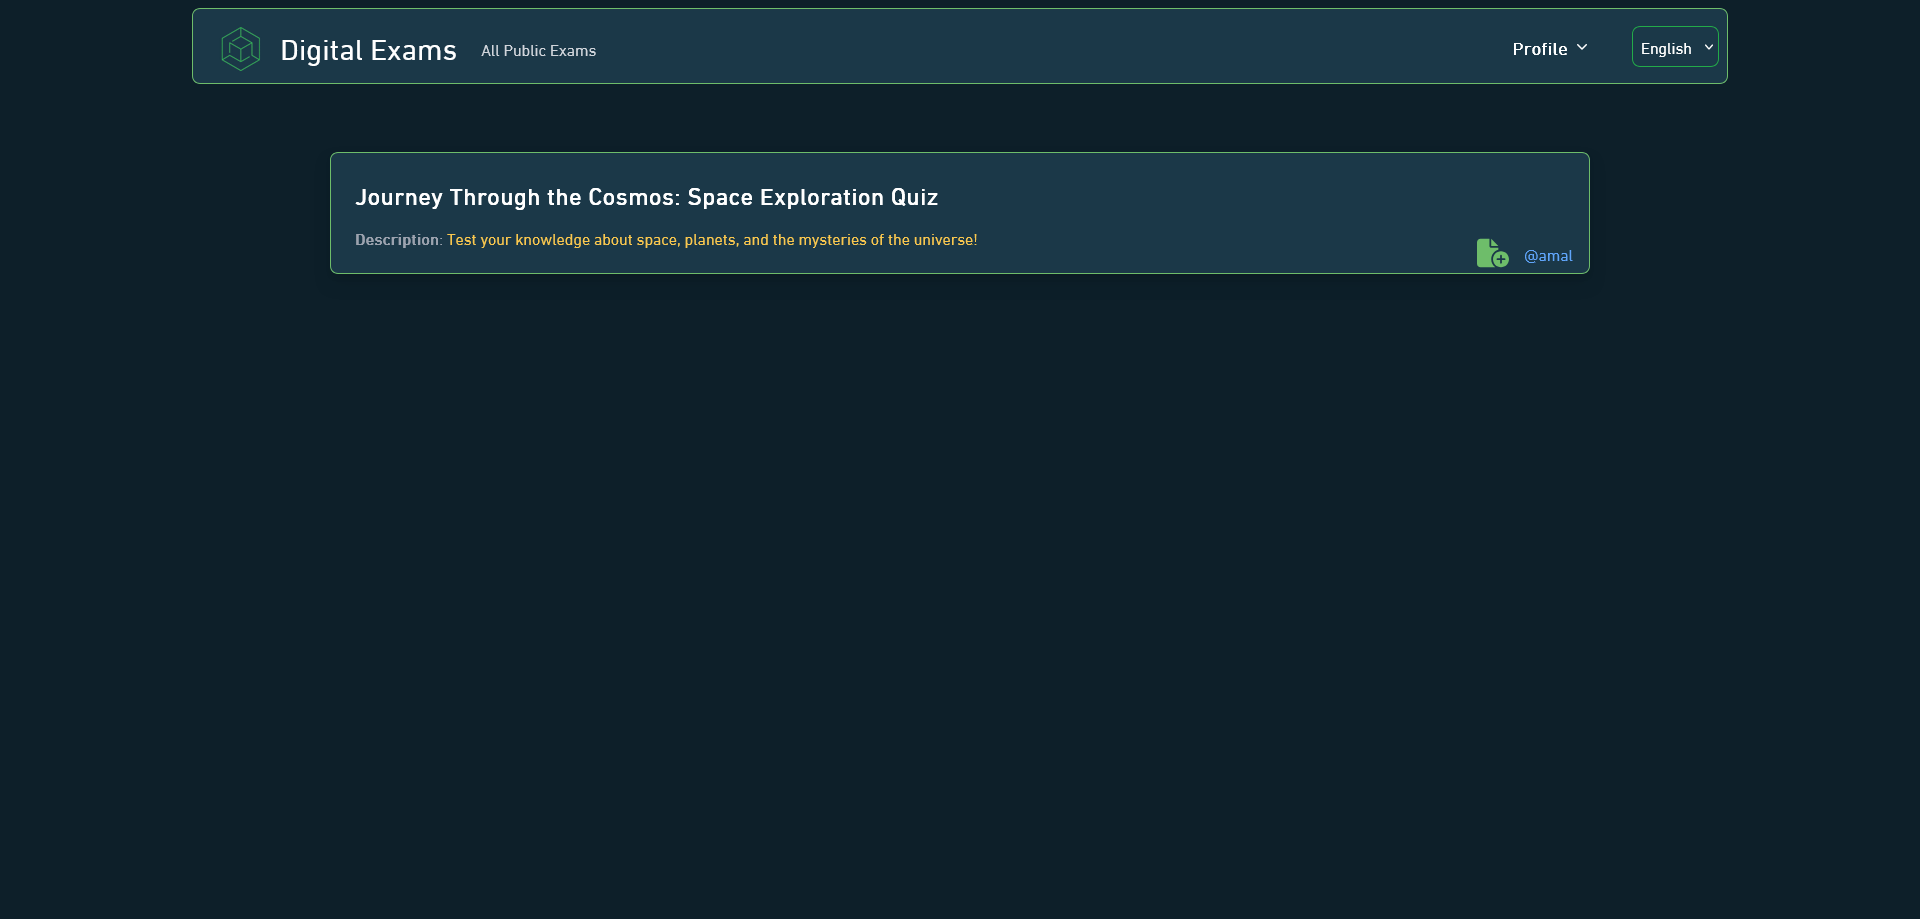 Digital Exams
All Public Exams
Profile
English
Journey Through the Cosmos: Space Exploration Quiz
Description: Test your knowledge about space, planets, and the mysteries of the universe!
@amal